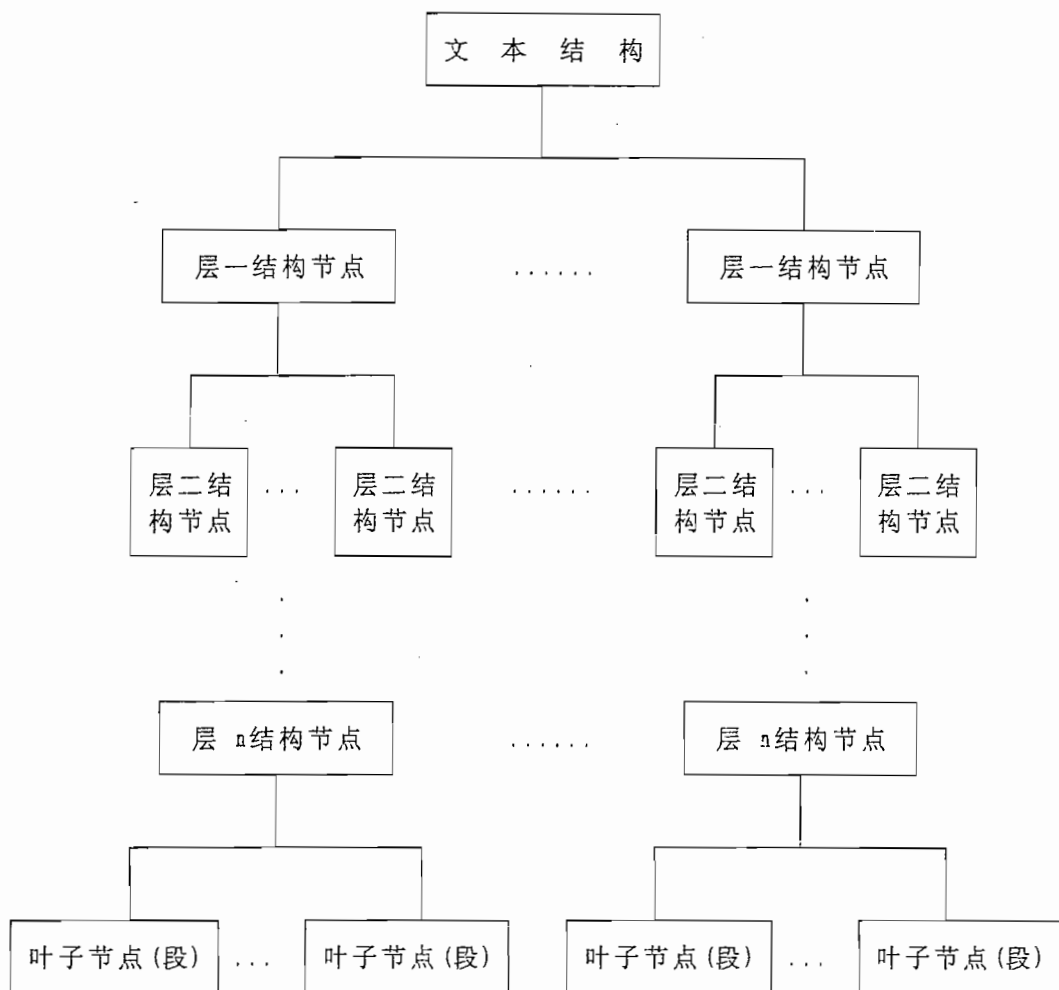 文 本 结 构
层一结构节点 ...... 层一结构节点
层二结 ... 层二结 ...... 层二结 ... 层二结
构节点 构节点 构节点 构节点
.
.
.
层 n结构节点 ...... 层 n结构节点
叶子节点(段) ... 叶子节点(段) 叶子节点(段) ... 叶子节点(段)